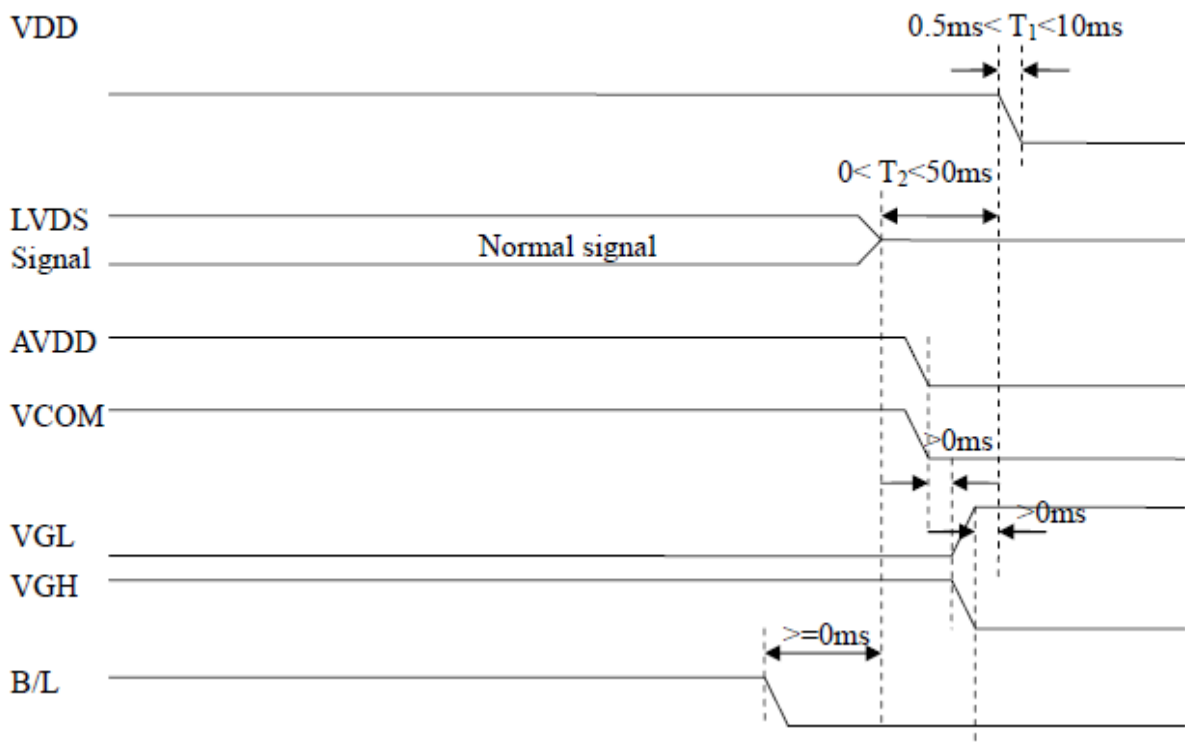 VDD
0.5ms< T₁<10ms
0< T₂<50ms
LVDS
Signal
Normal signal
AVDD
VCOM
>0ms
>0ms
VGL
VGH
>=0ms
B/L